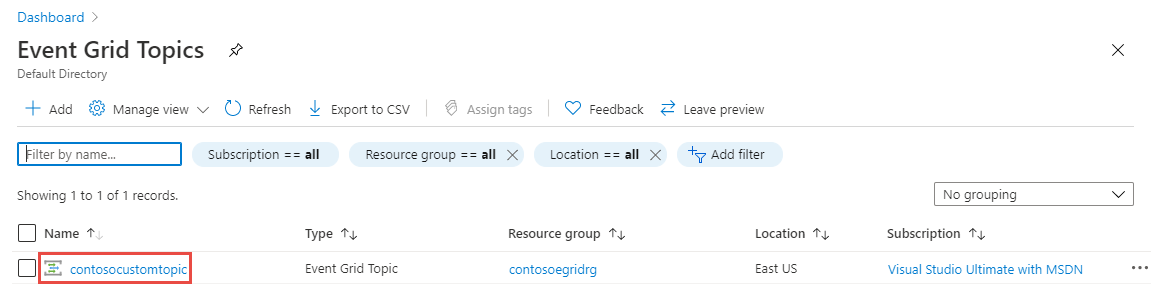 Dashboard
Event Grid Topics
Default Directory
Add Manage view Refresh Export to CSV Assign tags Feedback Leave preview
Filter by name... Subscription == all Resource group == all Location == all Add filter
Showing 1 to 1 of 1 records. No grouping
Name Type Resource group Location Subscription
contosocustomtopic Event Grid Topic contosoegridrg East US Visual Studio Ultimate with MSDN